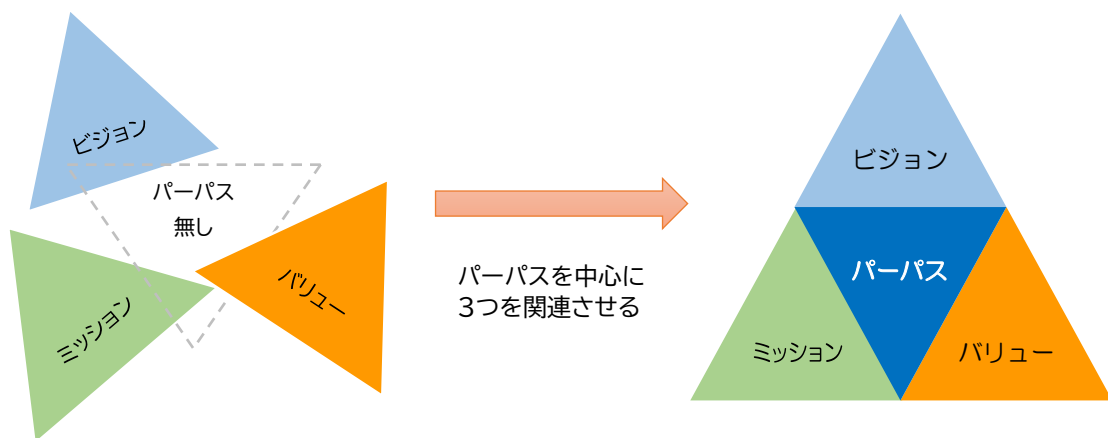 ビジョン
パーパス
無し
バリュー
ミッション
パーパスを中心に
3つを関連させる
ビジョン
パーパス
ミッション
バリュー